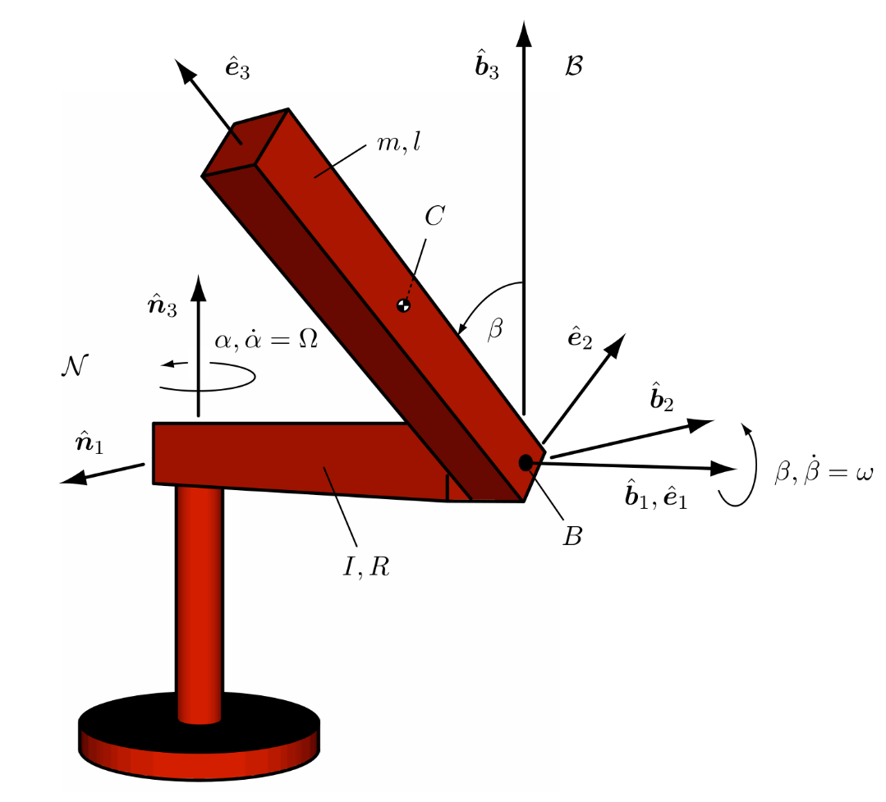 ê₃
b̂₃ 𝓑
m, l
C
n̂₃
α, α̇ = Ω
β
ê₂
𝒩
b̂₂
n̂₁
β, β̇ = ω
b̂₁, ê₁
B
I, R